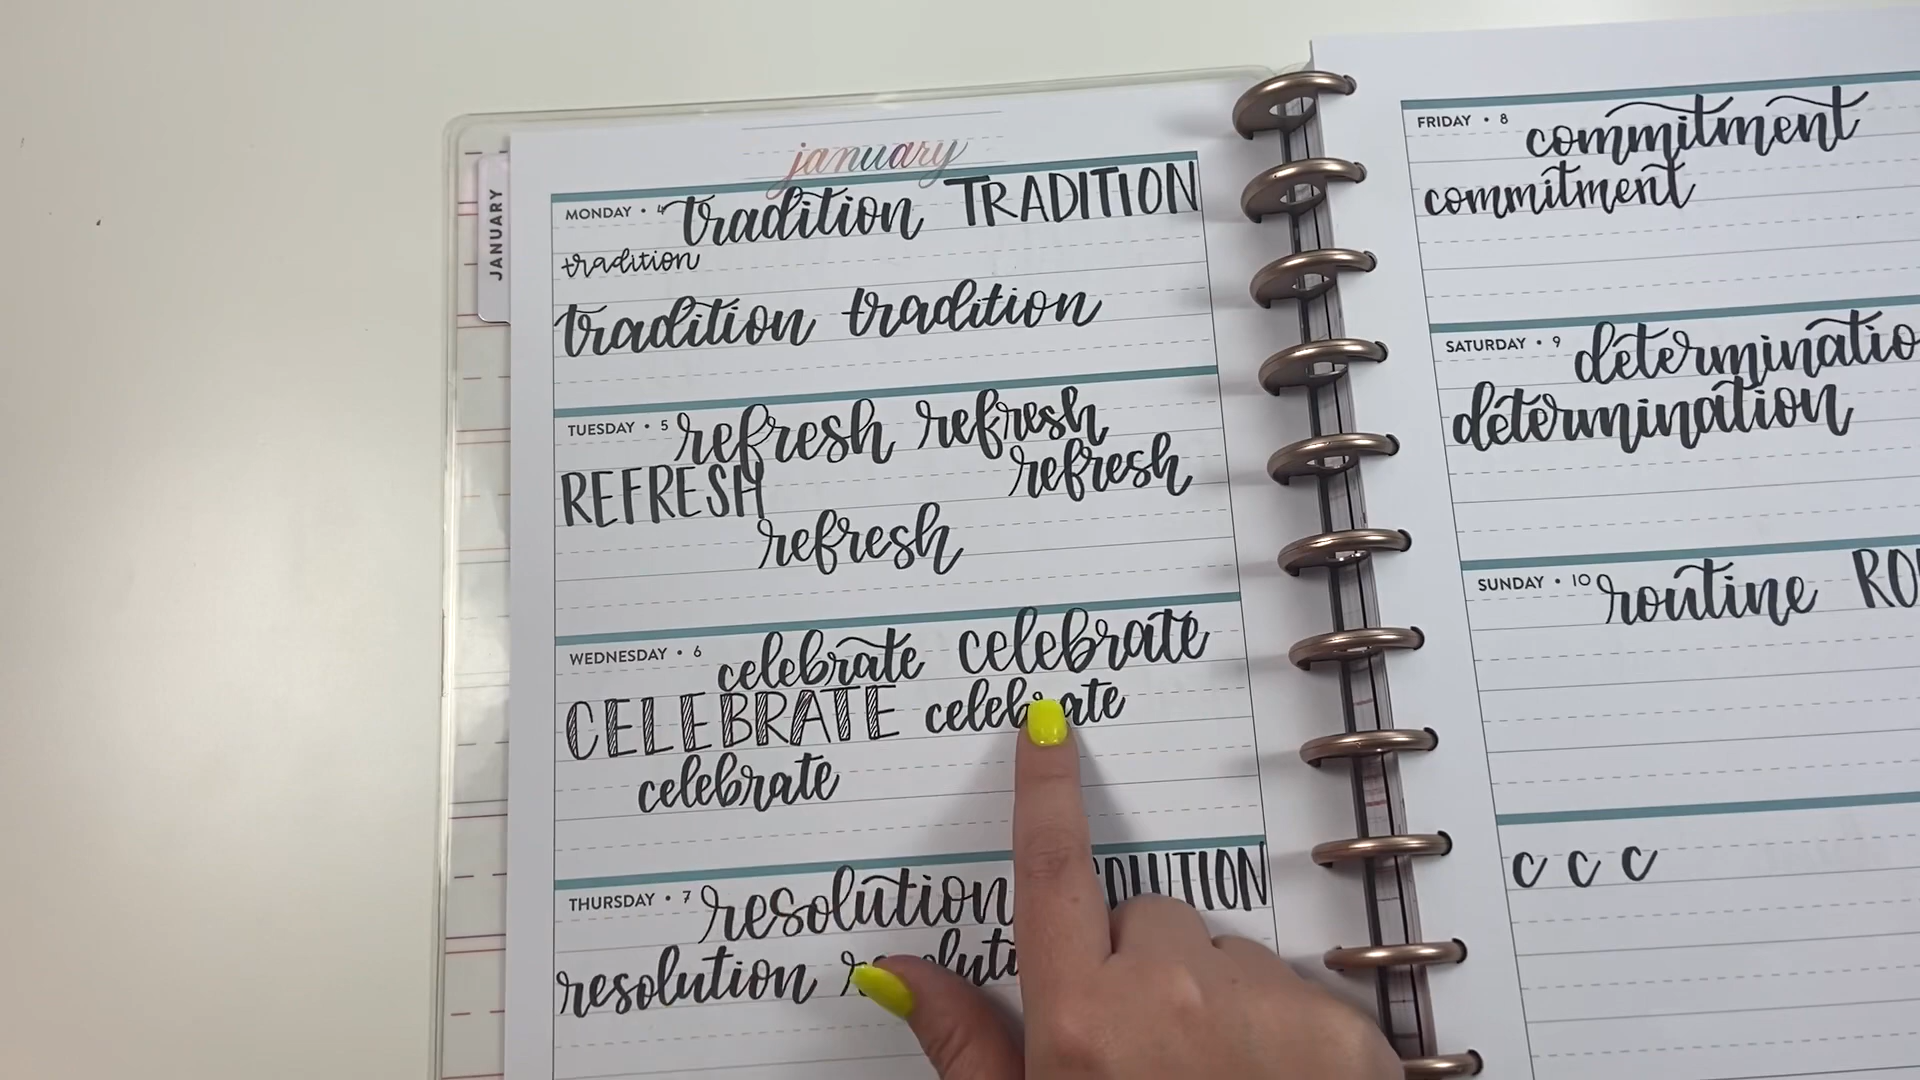 january
JANUARY
MONDAY • 4 tradition TRADITION
tradition
tradition tradition
TUESDAY • 5 refresh refresh
REFRESH refresh
refresh
WEDNESDAY • 6 celebrate celebrate
CELEBRATE celebrate
celebrate
THURSDAY • 7 resolution
resolution
FRIDAY • 8 commitment
commitment
SATURDAY • 9
determination
SUNDAY • 10 routine
c c c